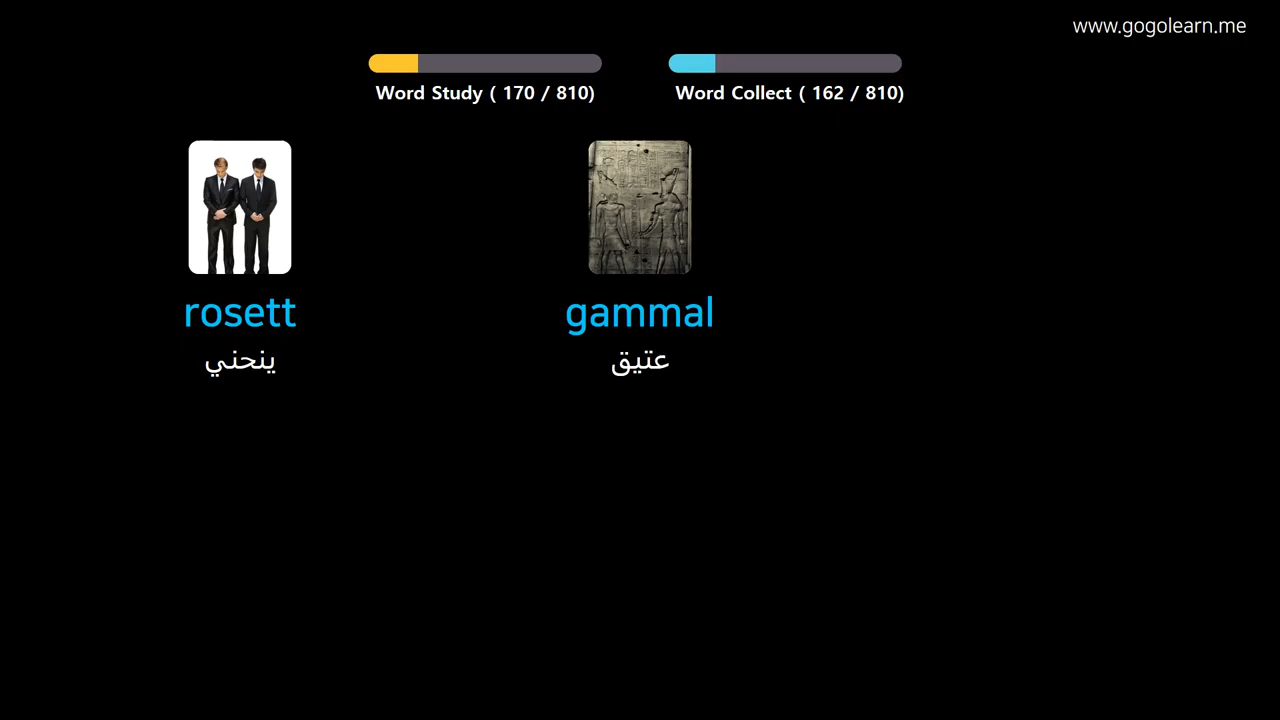 www.gogolearn.me
Word Study ( 170 / 810)
Word Collect ( 162 / 810)
rosett
ينحني
gammal
عتيق